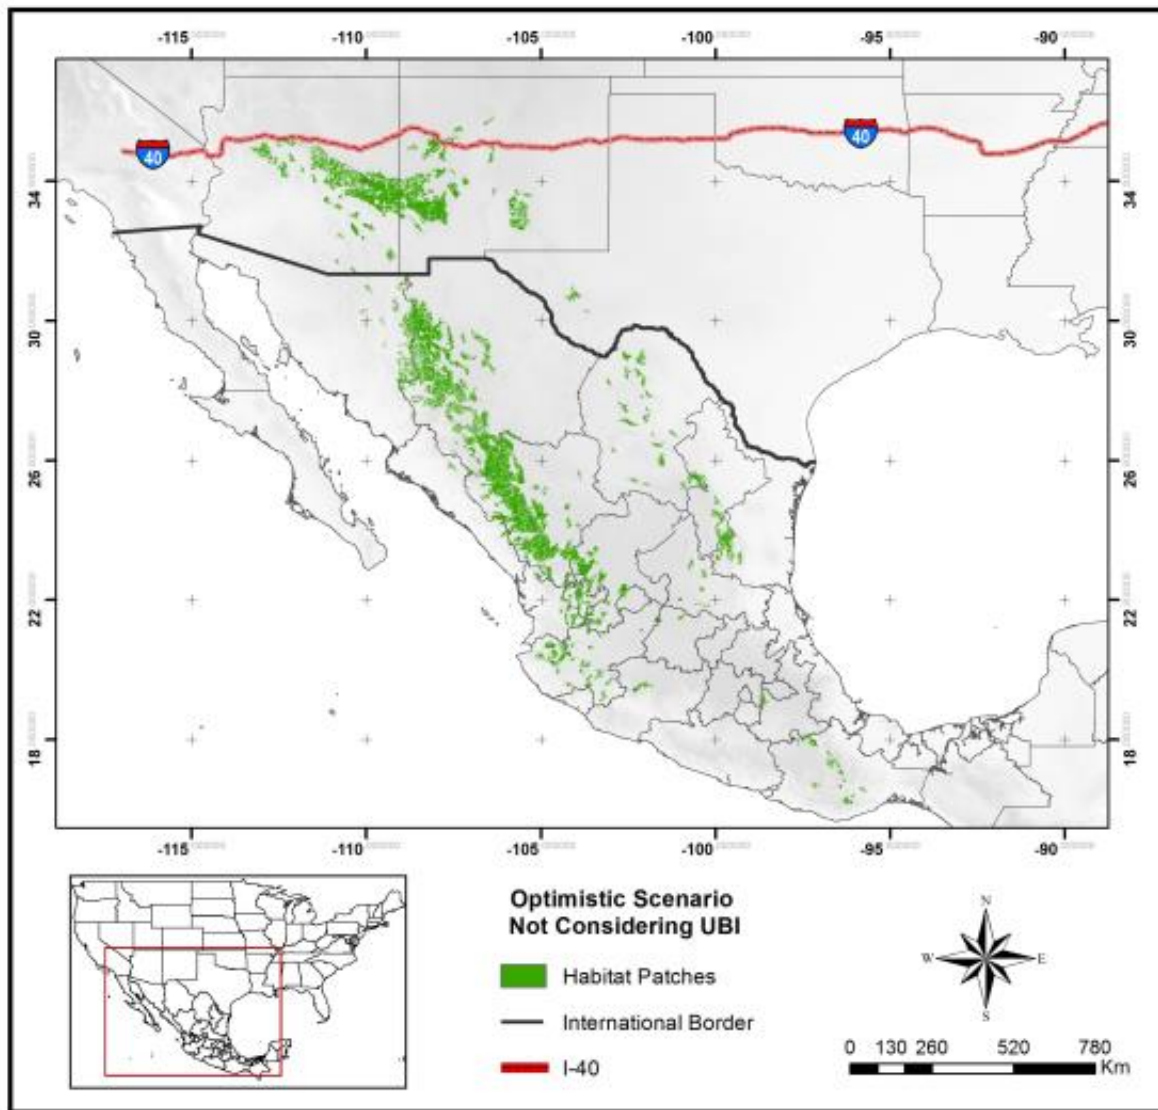 -115 -110 -105 -100 -95 -90
40
40
34 34
30 30
26 26
22 22
18 18
-115 -110 -105 -100 -95 -90
Optimistic Scenario
Not Considering UBI
Habitat Patches
International Border
I-40
N
W E
S
0 130 260 520 780
Km